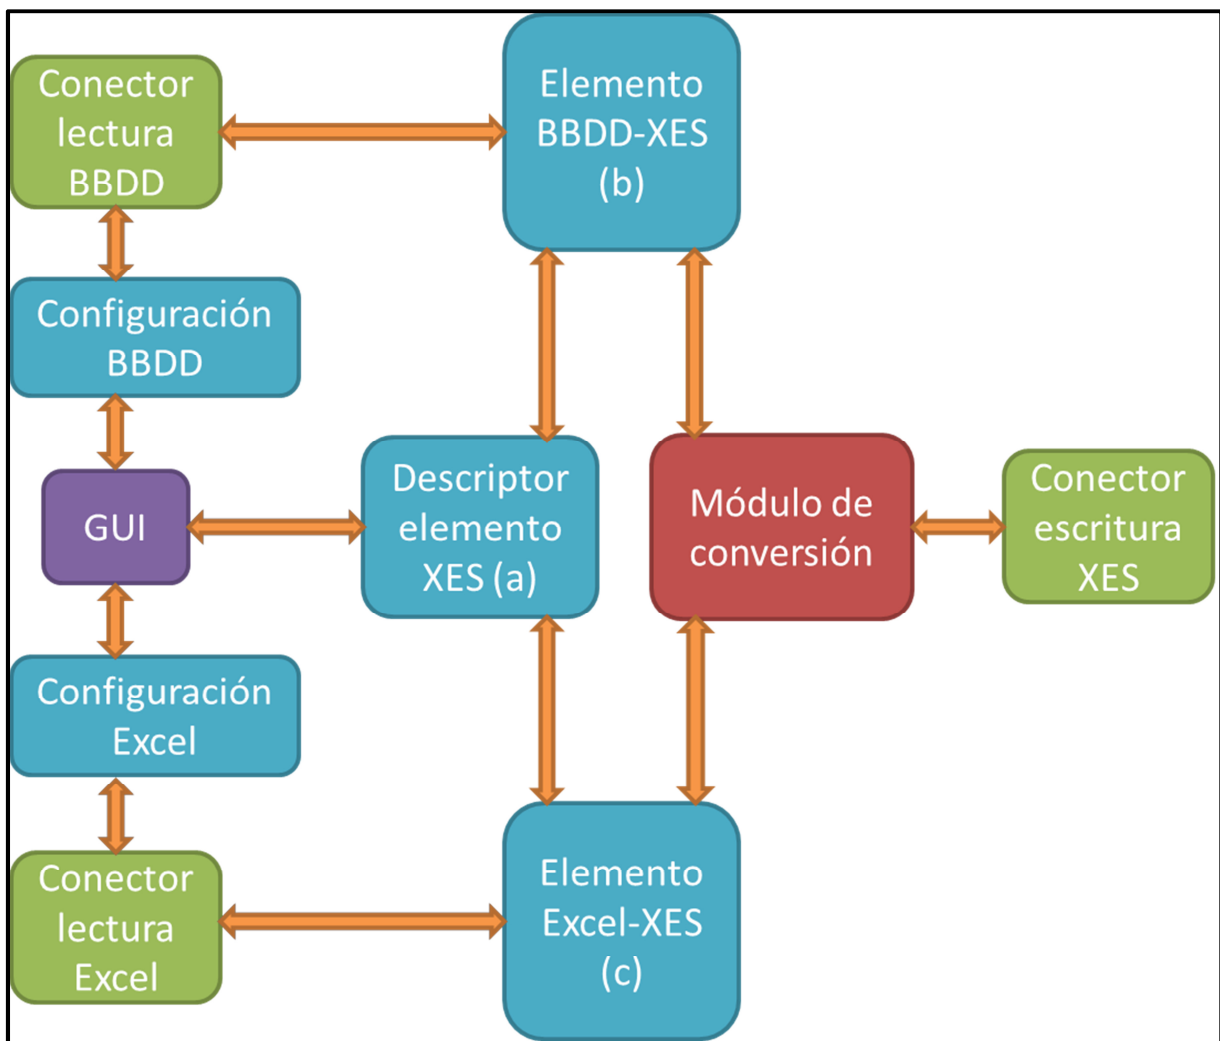 Conector
lectura
BBDD
Elemento
BBDD-XES
(b)
Configuración
BBDD
GUI
Descriptor
elemento
XES (a)
Módulo de
conversión
Conector
escritura
XES
Configuración
Excel
Conector
lectura
Excel
Elemento
Excel-XES
(c)